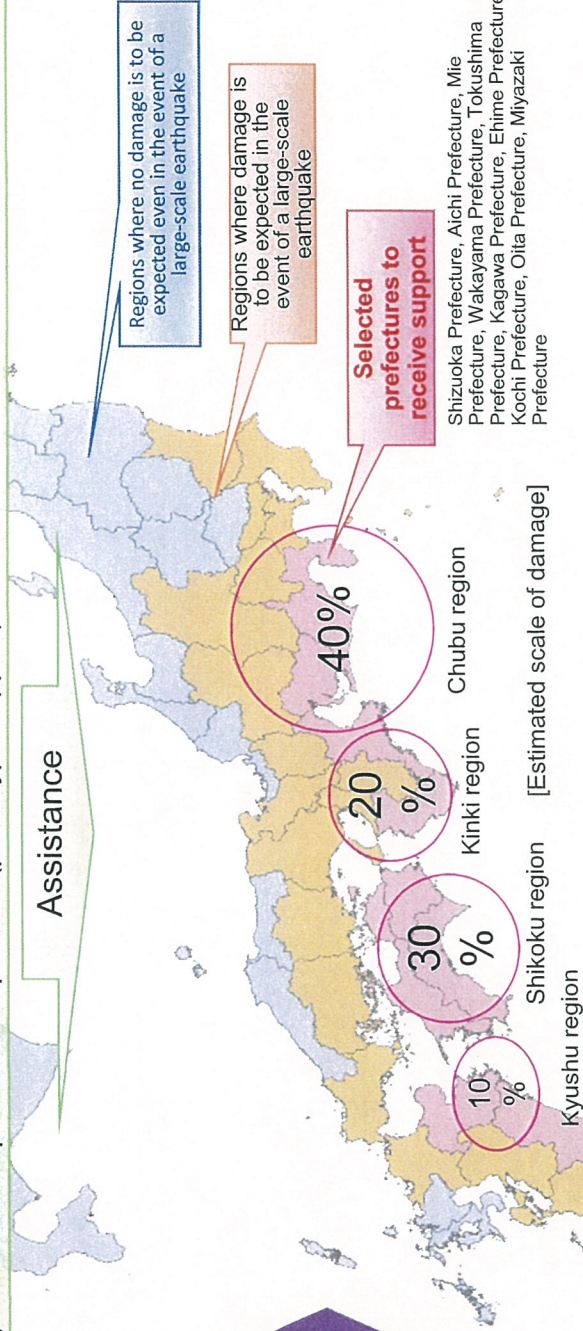 Assistance
Regions where no damage is to be
expected even in the event of a
large-scale earthquake
Regions where damage is
to be expected in the
event of a large-scale
earthquake
Selected
prefectures to
receive support
40%
20
%
30
%
10
%
Chubu region
Kinki region
Shikoku region
Kyushu region
[Estimated scale of damage]
Shizuoka Prefecture, Aichi Prefecture, Mie
Prefecture, Wakayama Prefecture, Tokushima
Prefecture, Kagawa Prefecture, Ehime Prefecture
Kochi Prefecture, Oita Prefecture, Miyazaki
Prefecture